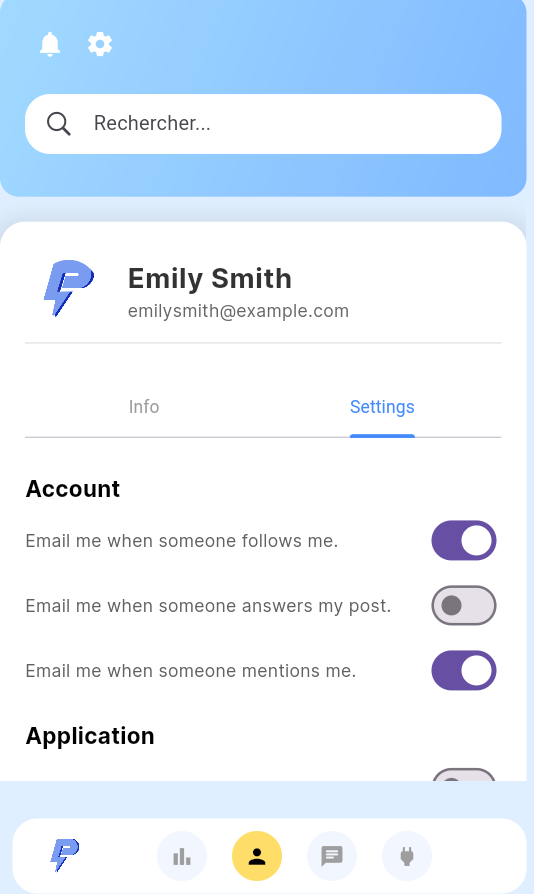 Rechercher...
Emily Smith
emilysmith@example.com
Info Settings
Account
Email me when someone follows me.
Email me when someone answers my post.
Email me when someone mentions me.
Application